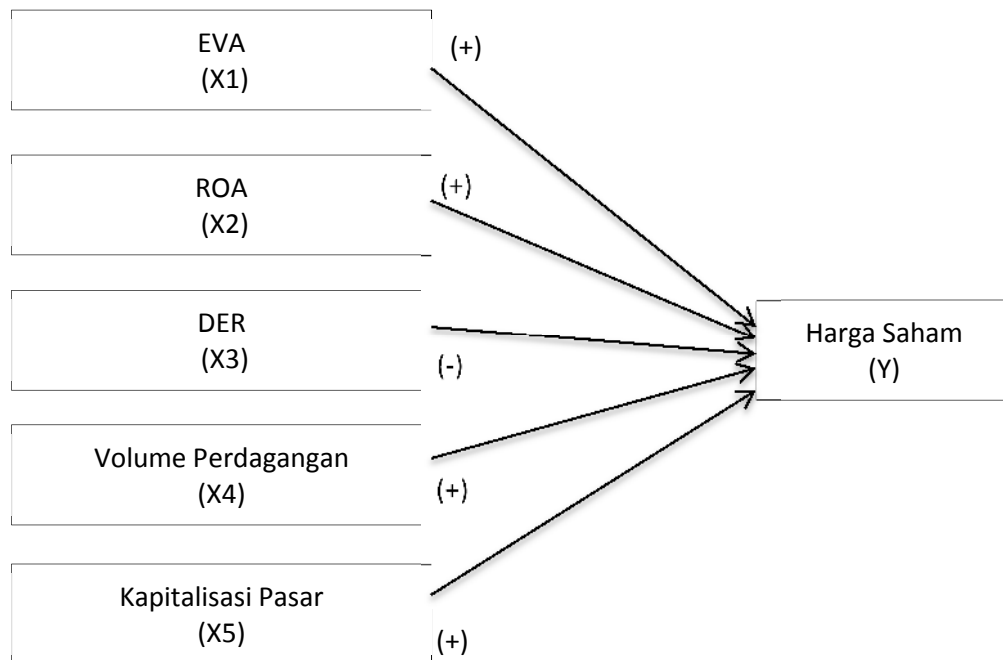 EVA
(X1)
(+)
ROA
(X2)
(+)
DER
(X3)
(-)
Harga Saham
(Y)
Volume Perdagangan
(X4)
(+)
Kapitalisasi Pasar
(X5)
(+)